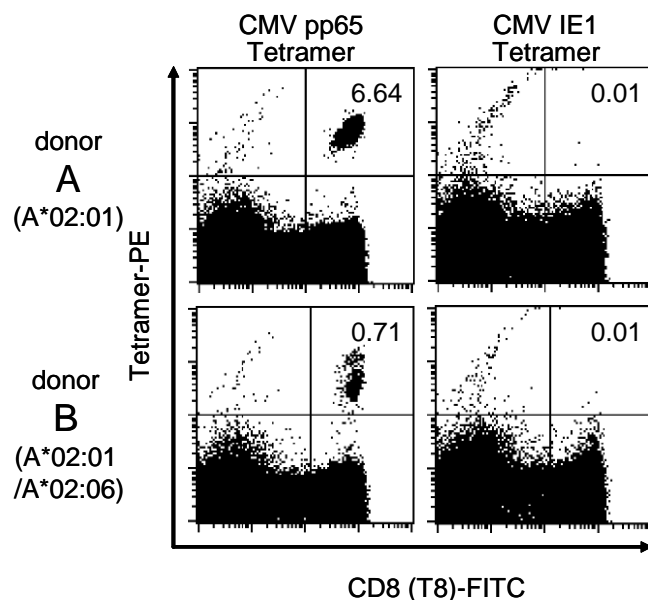 CMV pp65
Tetramer
CMV IE1
Tetramer
donor
A
(A*02:01)
6.64
0.01
Tetramer-PE
donor
B
(A*02:01
/A*02:06)
0.71
0.01
CD8 (T8)-FITC